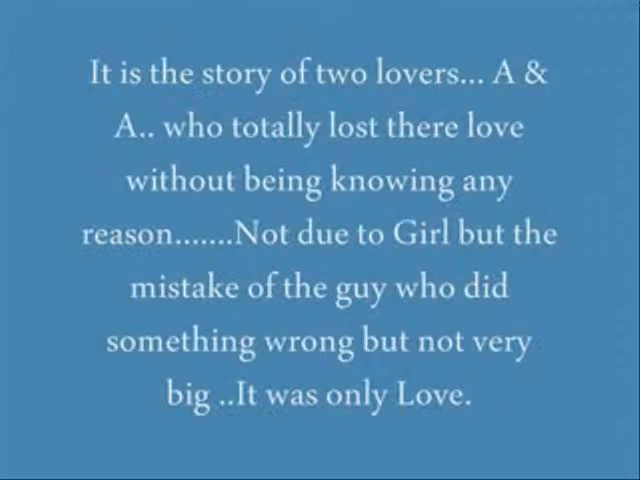 It is the story of two lovers... A &
A.. who totally lost there love
without being knowing any
reason.......Not due to Girl but the
mistake of the guy who did
something wrong but not very
big ..It was only Love.